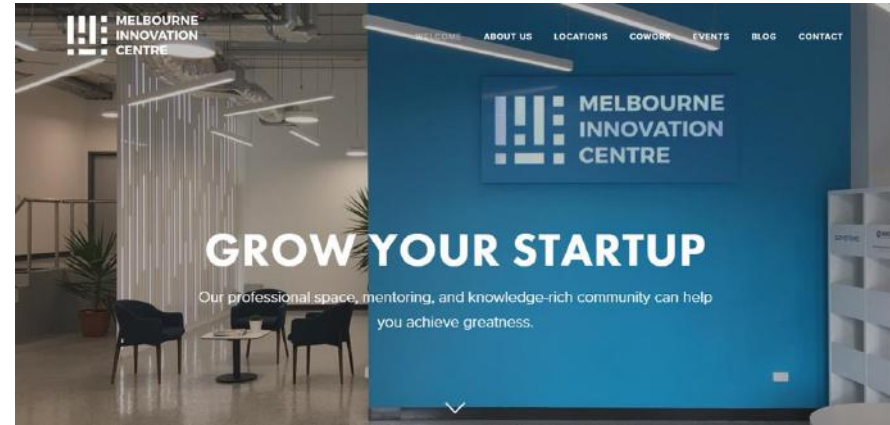 MELBOURNE
INNOVATION
CENTRE
WELCOME ABOUT US LOCATIONS COWORK EVENTS BLOG CONTACT
MELBOURNE
INNOVATION
CENTRE
GROW YOUR STARTUP
Our professional space, mentoring, and knowledge-rich community can help
you achieve greatness.